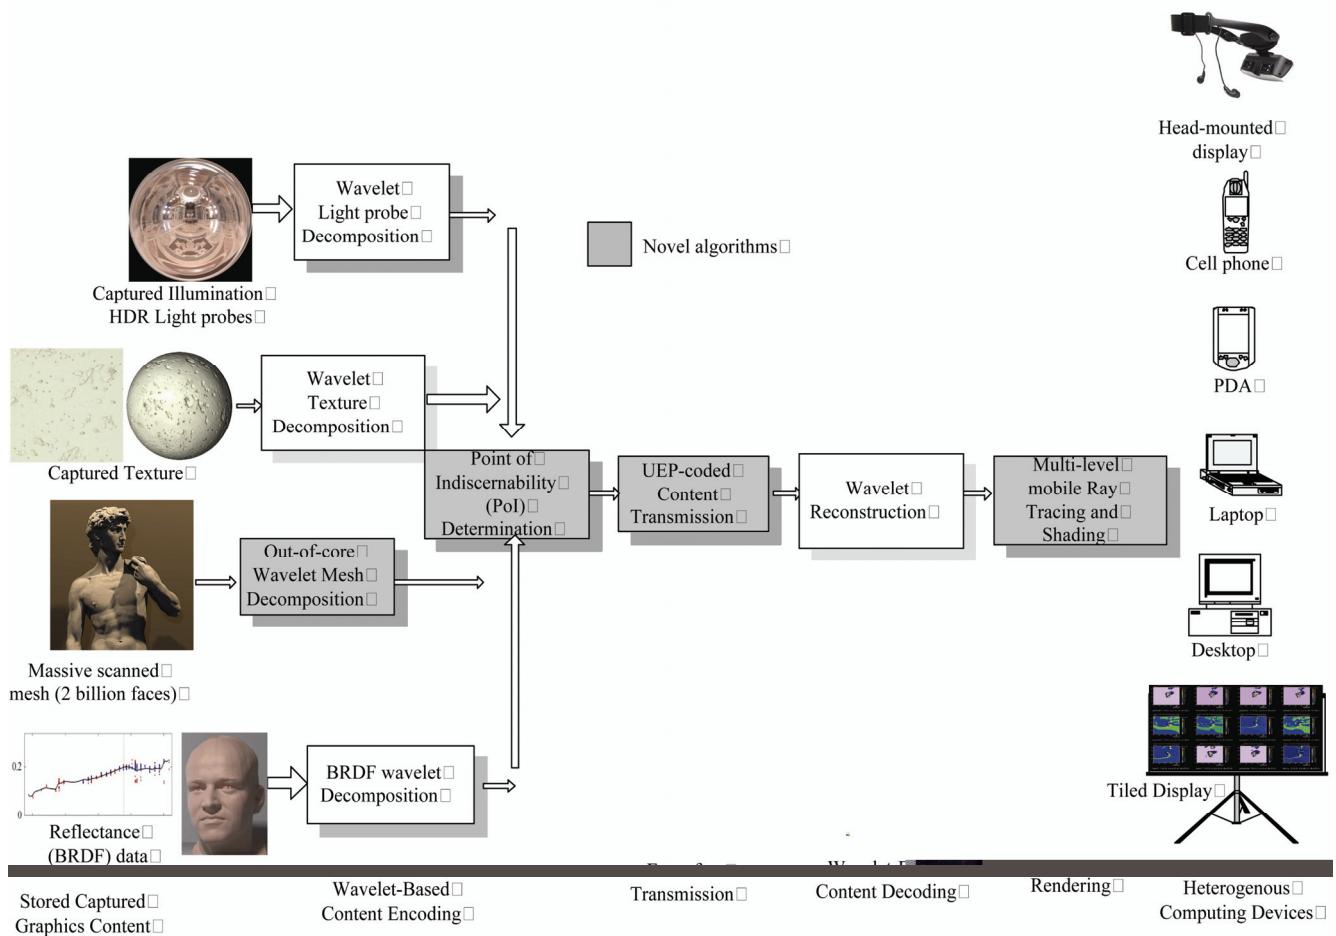 Head-mounted
display
Wavelet
Light probe
Decomposition
Novel algorithms
Cell phone
Captured Illumination
HDR Light probes
Wavelet
Texture
Decomposition
PDA
Captured Texture
Point of
Indiscernability
(PoI)
Determination
UEP-coded
Content
Transmission
Wavelet
Reconstruction
Multi-level
mobile Ray
Tracing and
Shading
Laptop
Out-of-core
Wavelet Mesh
Decomposition
Desktop
Massive scanned
mesh (2 billion faces)
0.2
0
BRDF wavelet
Decomposition
Tiled Display
Reflectance
(BRDF) data
Stored Captured
Graphics Content
Wavelet-Based
Content Encoding
Transmission
Content Decoding
Rendering
Heterogenous
Computing Devices